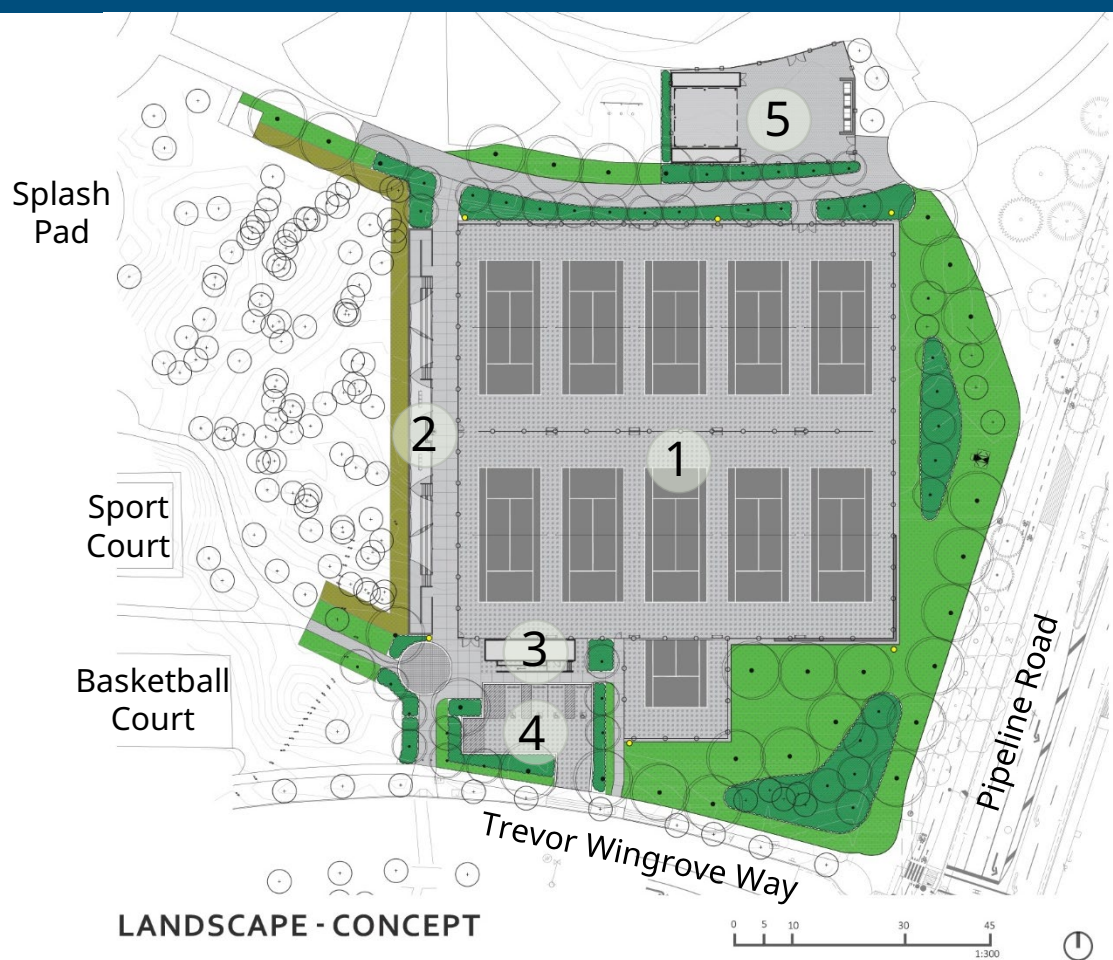 5
Splash
Pad
2
1
Sport
Court
3
Basketball
Court
4
Pipeline Road
Trevor Wingrove Way
LANDSCAPE - CONCEPT
0 5 10 30 45
1:300